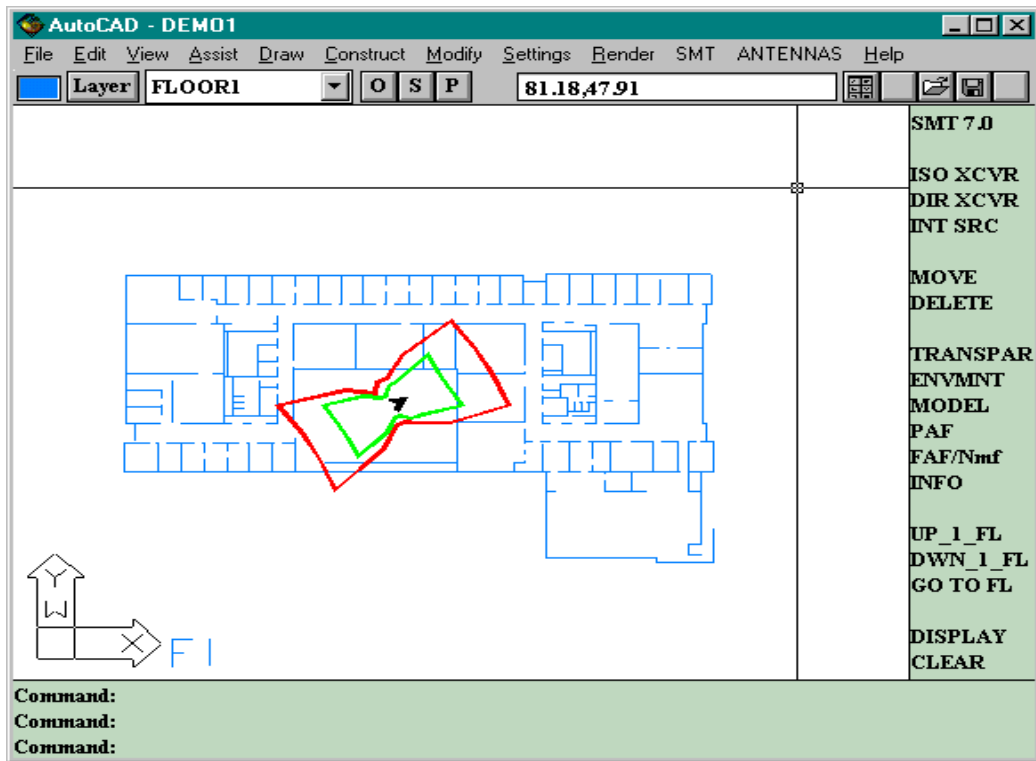 AutoCAD - DEMO1
File Edit View Assist Draw Construct Modify Settings Render SMT ANTENNAS Help
Layer FLOOR1 O S P 81.18,47.91
SMT 7.0
ISO XCVR
DIR XCVR
INT SRC
MOVE
DELETE
TRANSPAR
ENVMNT
MODEL
PAF
FAF/Nmf
INFO
UP_1_FL
DWN_1_FL
GO TO FL
DISPLAY
CLEAR
Y
W
X
F1
Command:
Command:
Command: